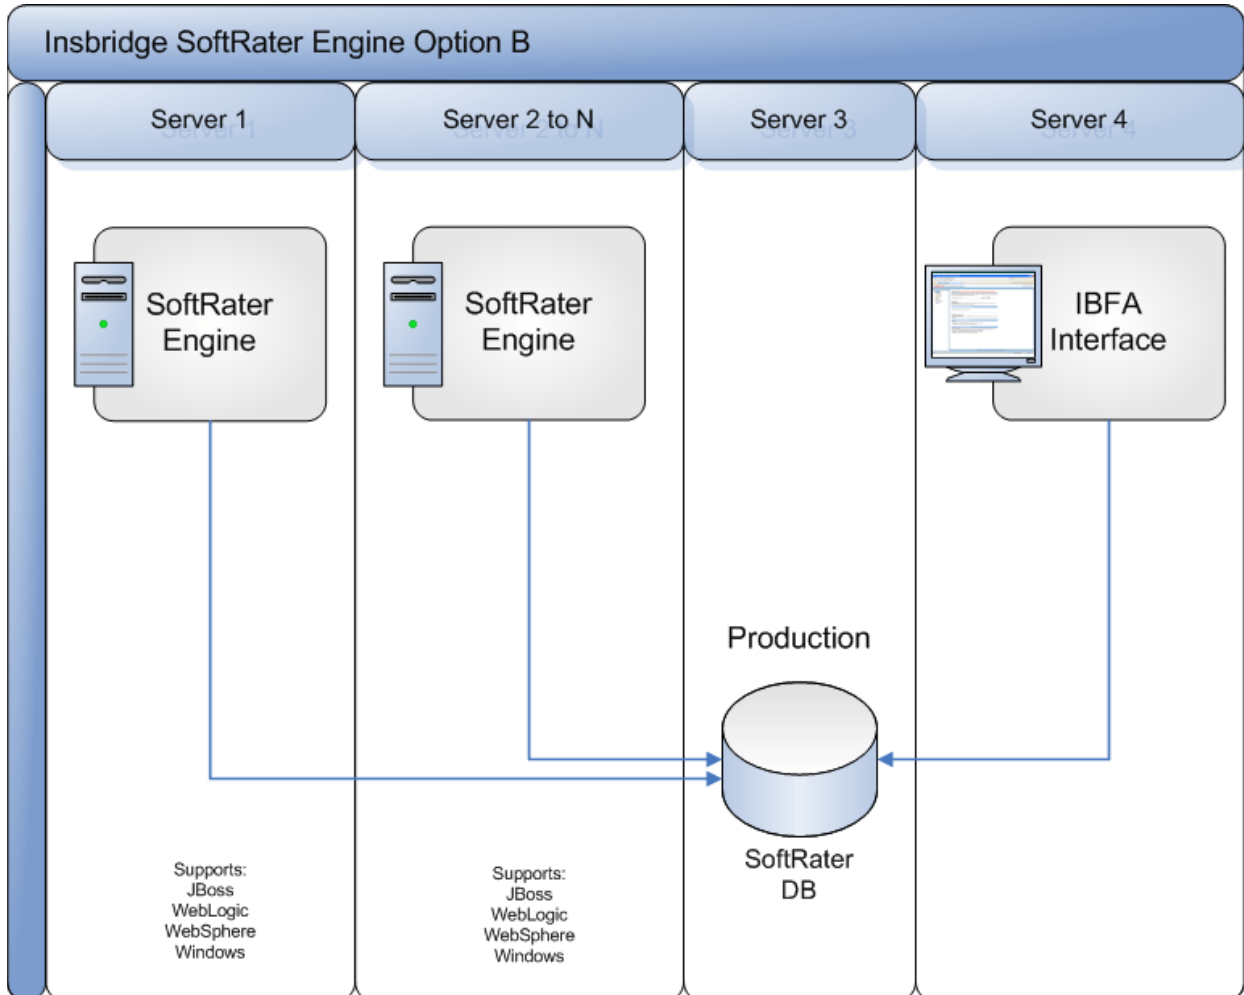 Insbridge SoftRater Engine Option B
Server 1
Server 2 to N
Server 3
Server 4
SoftRater
Engine
SoftRater
Engine
IBFA
Interface
Production
SoftRater
DB
Supports:
JBoss
WebLogic
WebSphere
Windows
Supports:
JBoss
WebLogic
WebSphere
Windows